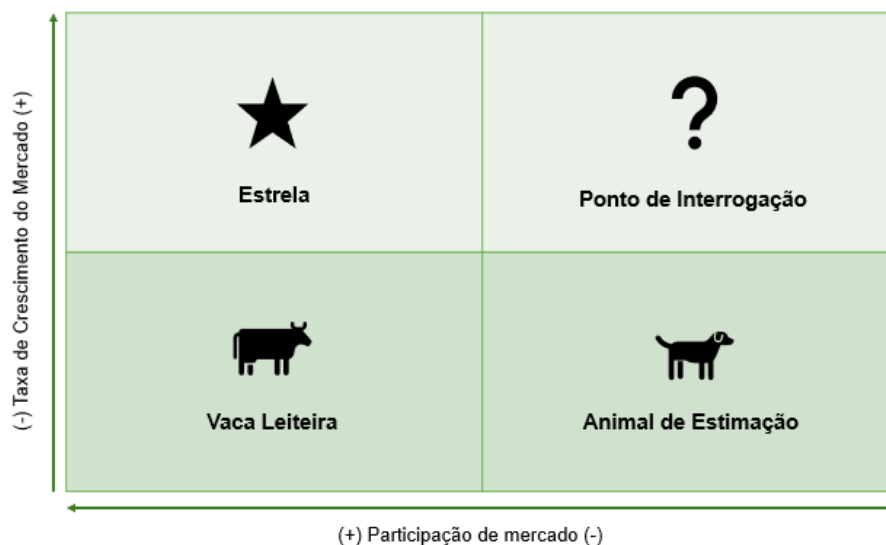 (-) Taxa de Crescimento do Mercado (+)
Estrela
Ponto de Interrogação
Vaca Leiteira
Animal de Estimação
(+) Participação de mercado (-)